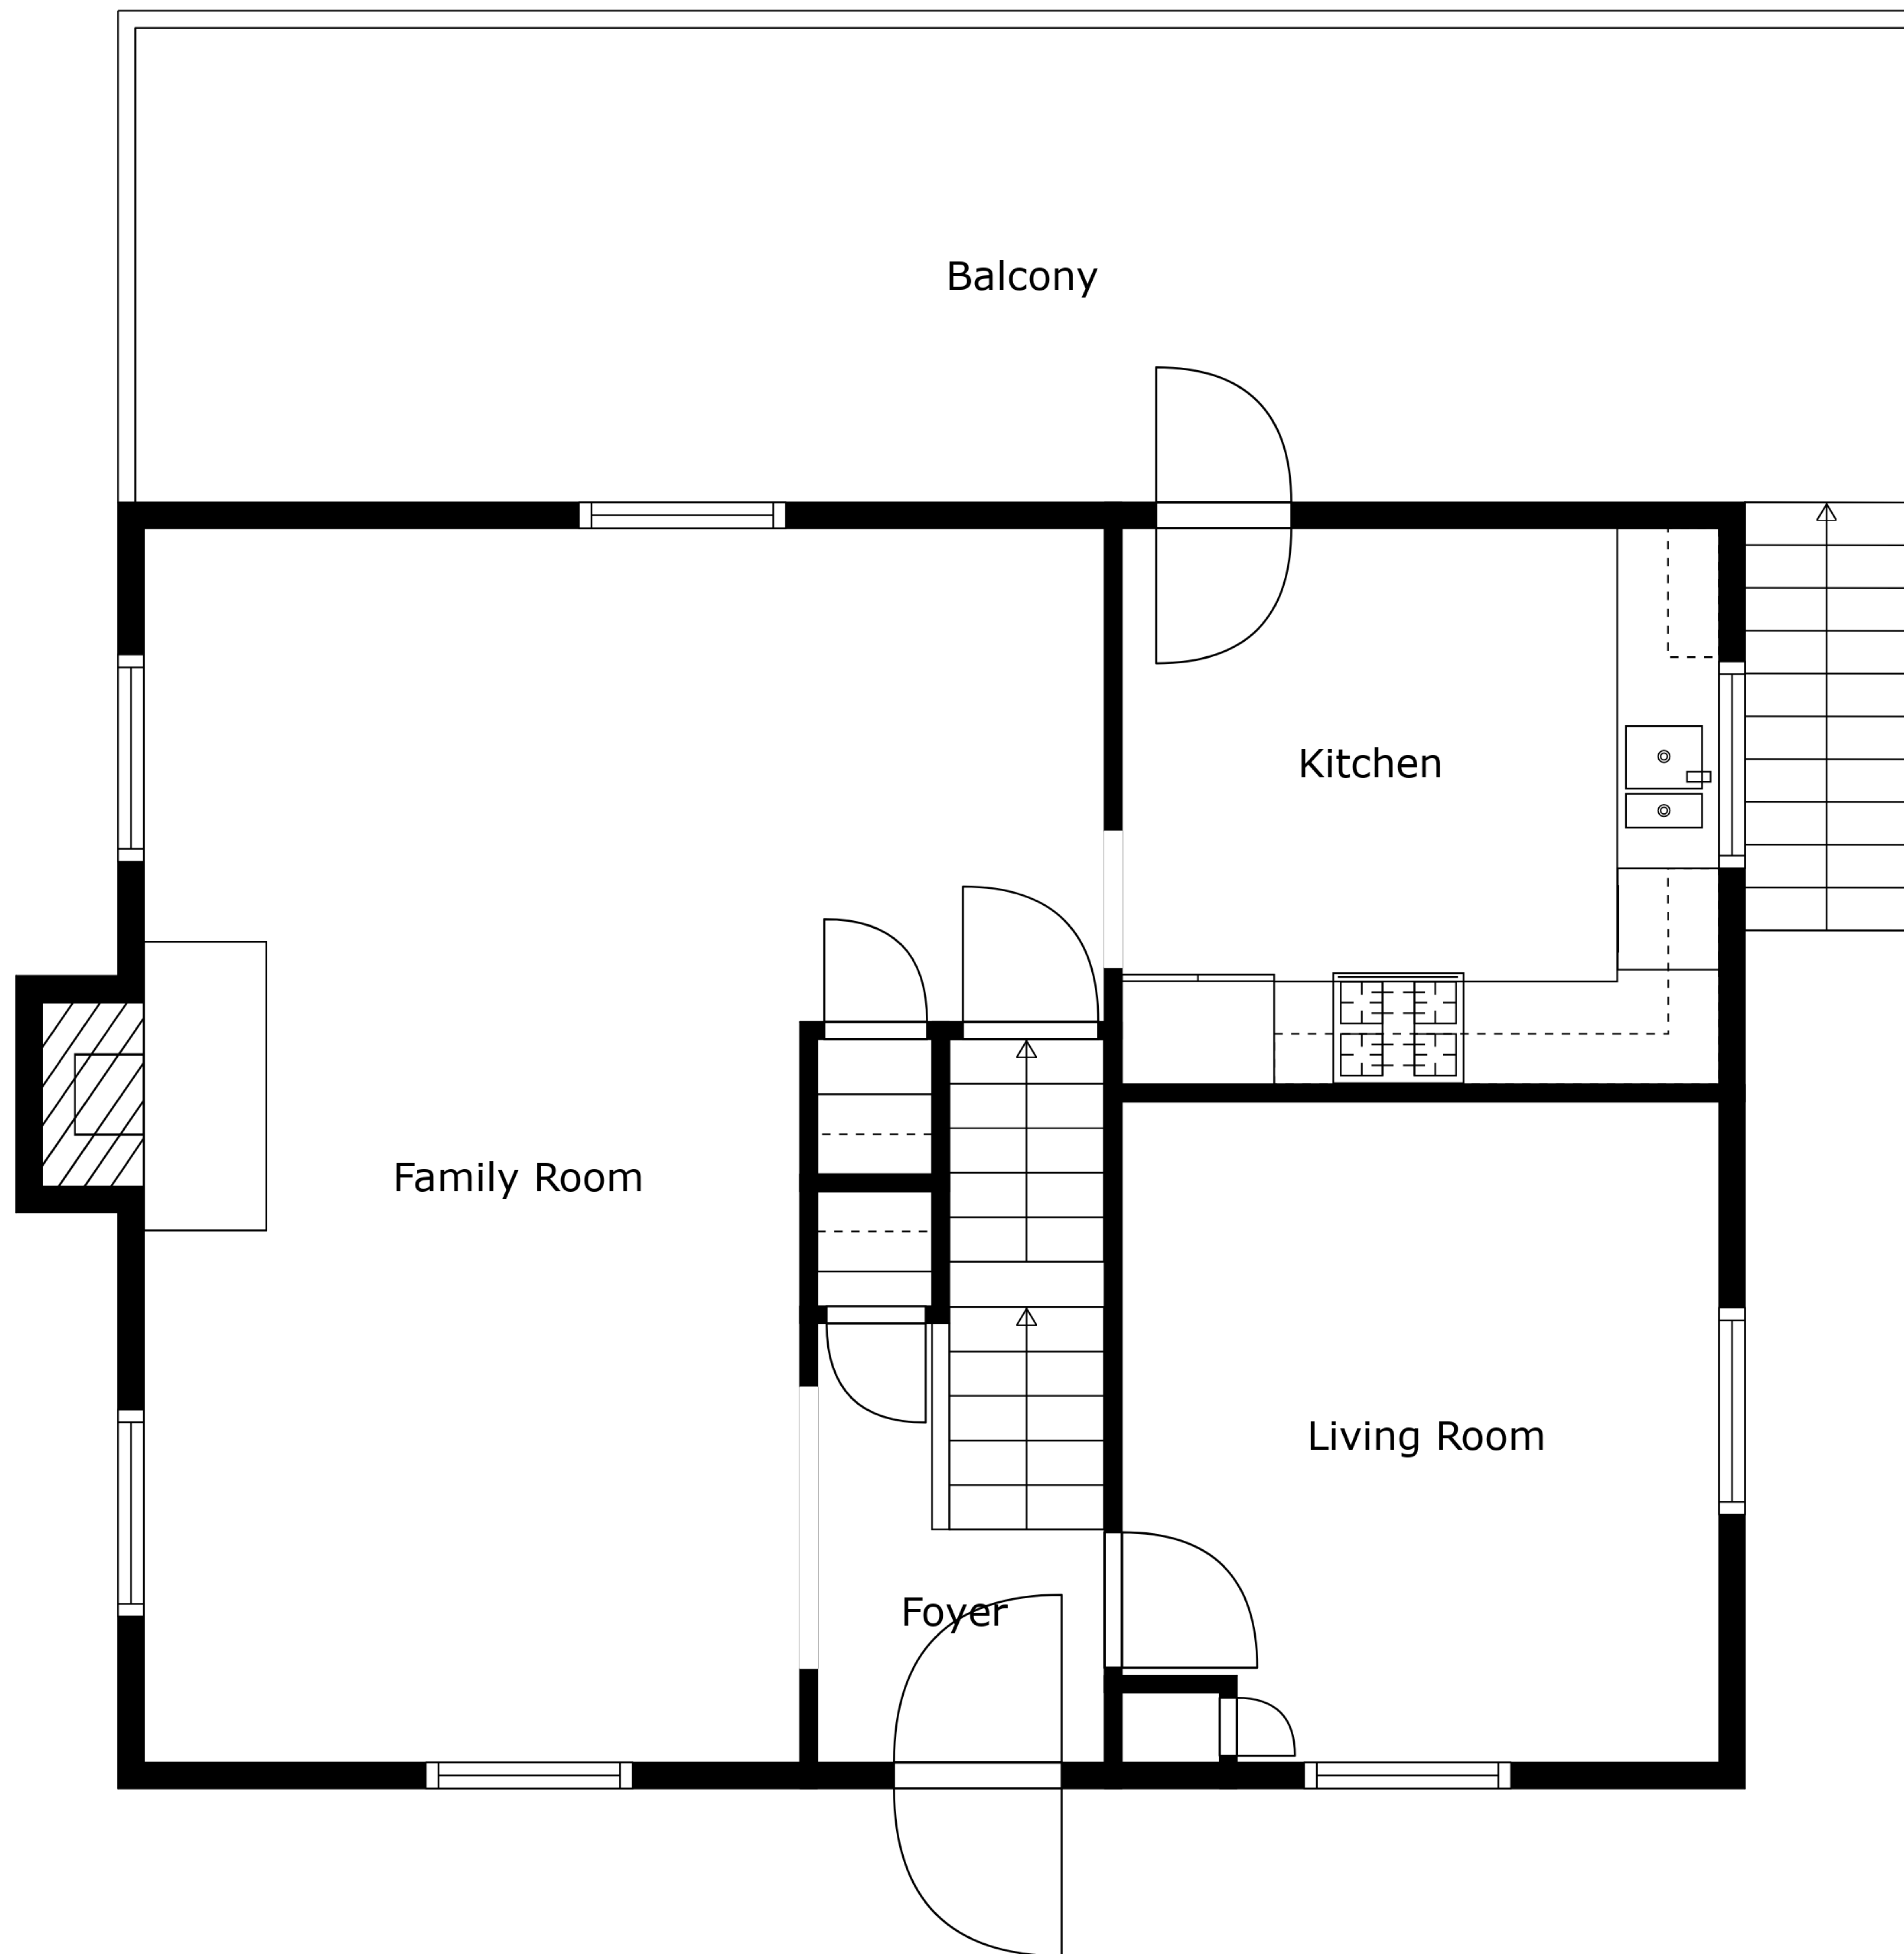 Balcony
Kitchen
Family Room
Living Room
Foyer